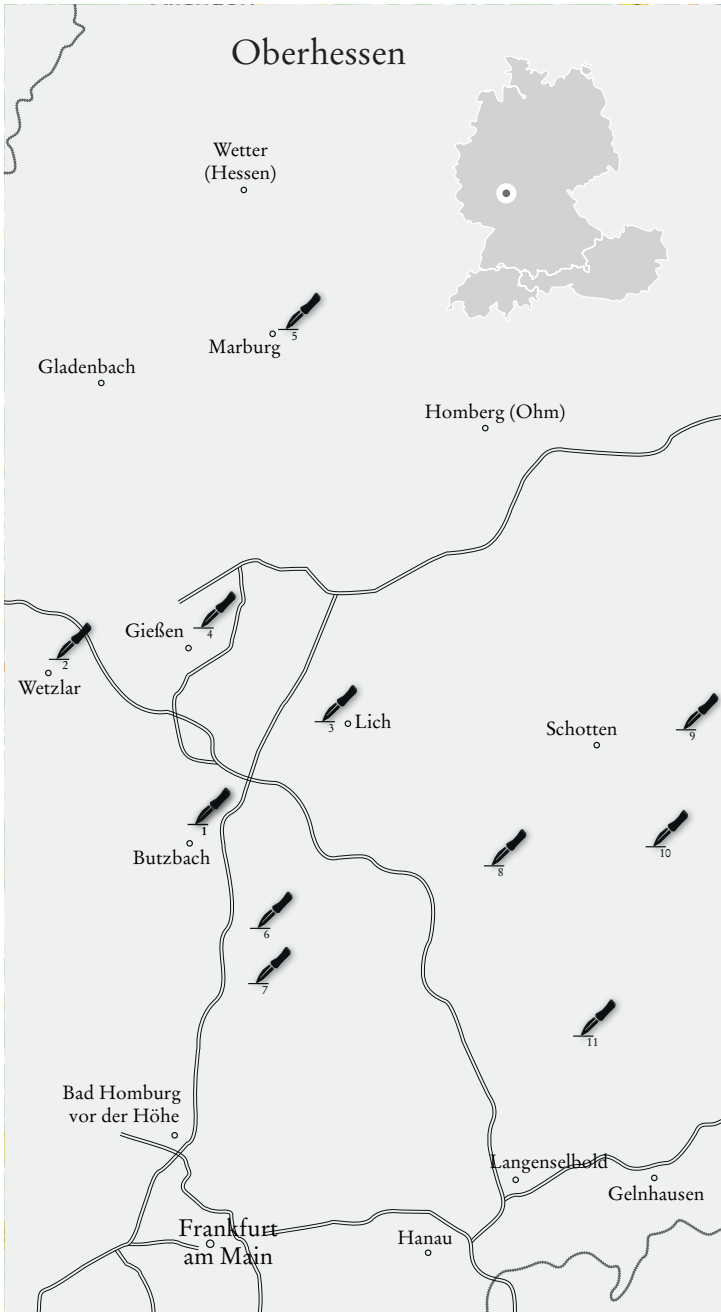 Oberhessen
Wetter
(Hessen)
5
Marburg
Gladenbach
Homberg (Ohm)
4
Gießen
2
Wetzlar
3
Lich
9
Schotten
1
Butzbach
10
8
6
7
11
Bad Homburg
vor der Höhe
Langenselbold
Gelnhausen
Frankfurt
am Main
Hanau